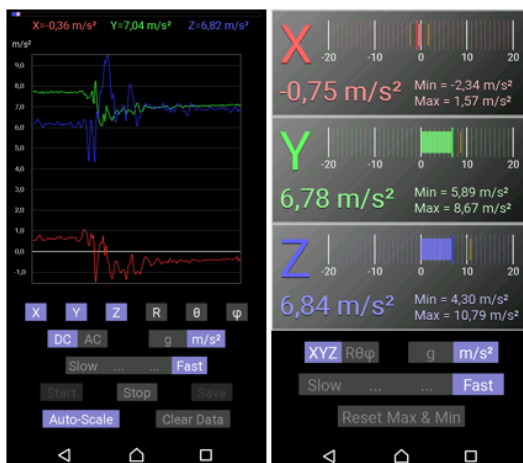 X=-0,36 m/s² Y=7,04 m/s² Z=6,82 m/s²
m/s²
9,0
8,0
7,0
6,0
5,0
4,0
3,0
2,0
1,0
0,0
-1,0
X Y Z R θ φ
DC AC g m/s²
Slow ... ... Fast
Start Stop Save
Auto-Scale Clear Data
X
-20 -10 0 10 20
-0,75 m/s²
Min = -2,34 m/s²
Max = 1,57 m/s²
Y
-20 -10 0 10 20
6,78 m/s²
Min = 5,89 m/s²
Max = 8,67 m/s²
Z
-20 -10 0 10 20
6,84 m/s²
Min = 4,30 m/s²
Max = 10,79 m/s²
XYZ Rθφ g m/s²
Slow ... ... Fast
Reset Max & Min